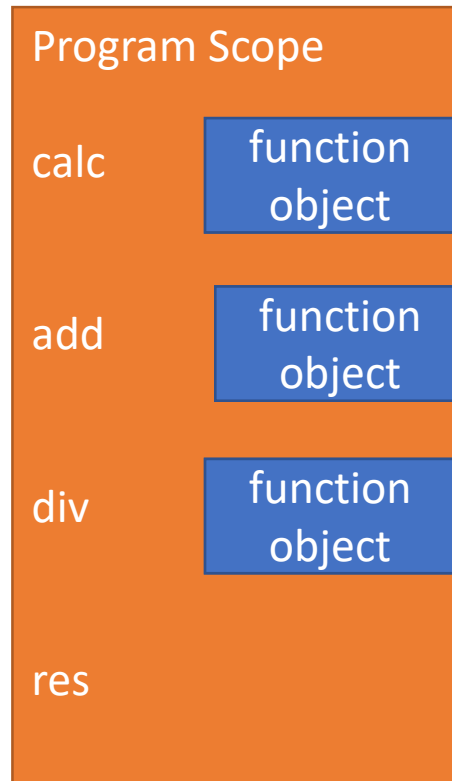 Program Scope
calc
function
object
add
function
object
div
function
object
res